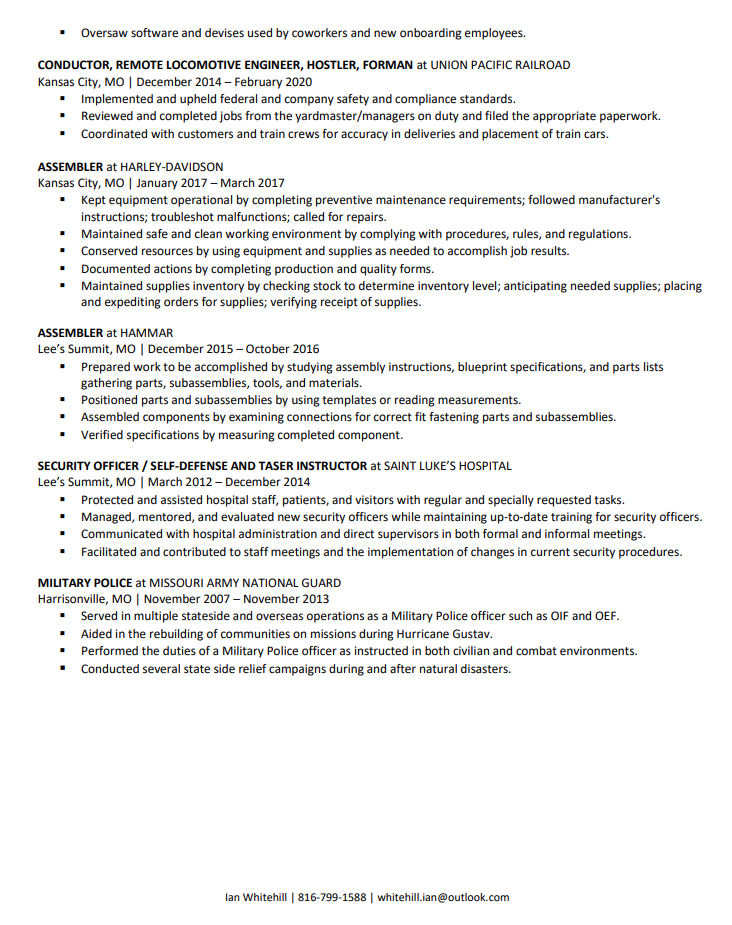 ▪ Oversaw software and devises used by coworkers and new onboarding employees.
CONDUCTOR, REMOTE LOCOMOTIVE ENGINEER, HOSTLER, FORMAN at UNION PACIFIC RAILROAD
Kansas City, MO | December 2014 – February 2020
▪ Implemented and upheld federal and company safety and compliance standards.
▪ Reviewed and completed jobs from the yardmaster/managers on duty and filed the appropriate paperwork.
▪ Coordinated with customers and train crews for accuracy in deliveries and placement of train cars.
ASSEMBLER at HARLEY-DAVIDSON
Kansas City, MO | January 2017 – March 2017
▪ Kept equipment operational by completing preventive maintenance requirements; followed manufacturer's
instructions; troubleshot malfunctions; called for repairs.
▪ Maintained safe and clean working environment by complying with procedures, rules, and regulations.
▪ Conserved resources by using equipment and supplies as needed to accomplish job results.
▪ Documented actions by completing production and quality forms.
▪ Maintained supplies inventory by checking stock to determine inventory level; anticipating needed supplies; placing
and expediting orders for supplies; verifying receipt of supplies.
ASSEMBLER at HAMMAR
Lee’s Summit, MO | December 2015 – October 2016
▪ Prepared work to be accomplished by studying assembly instructions, blueprint specifications, and parts lists
gathering parts, subassemblies, tools, and materials.
▪ Positioned parts and subassemblies by using templates or reading measurements.
▪ Assembled components by examining connections for correct fit fastening parts and subassemblies.
▪ Verified specifications by measuring completed component.
SECURITY OFFICER / SELF-DEFENSE AND TASER INSTRUCTOR at SAINT LUKE’S HOSPITAL
Lee’s Summit, MO | March 2012 – December 2014
▪ Protected and assisted hospital staff, patients, and visitors with regular and specially requested tasks.
▪ Managed, mentored, and evaluated new security officers while maintaining up-to-date training for security officers.
▪ Communicated with hospital administration and direct supervisors in both formal and informal meetings.
▪ Facilitated and contributed to staff meetings and the implementation of changes in current security procedures.
MILITARY POLICE at MISSOURI ARMY NATIONAL GUARD
Harrisonville, MO | November 2007 – November 2013
▪ Served in multiple stateside and overseas operations as a Military Police officer such as OIF and OEF.
▪ Aided in the rebuilding of communities on missions during Hurricane Gustav.
▪ Performed the duties of a Military Police officer as instructed in both civilian and combat environments.
▪ Conducted several state side relief campaigns during and after natural disasters.
Ian Whitehill | 816-799-1588 | whitehill.ian@outlook.com